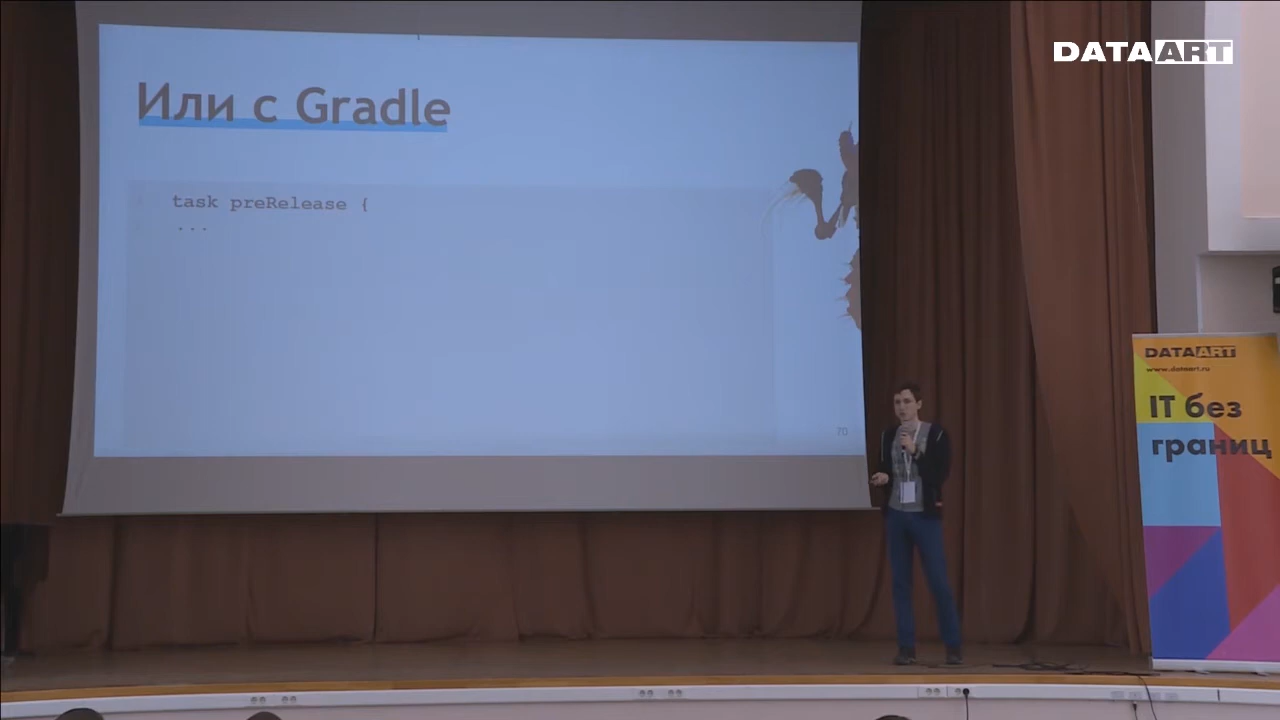 DATAART
Или с Gradle
task preRelease {
...
70
DATAART
www.dataart.ru
IT без
границ